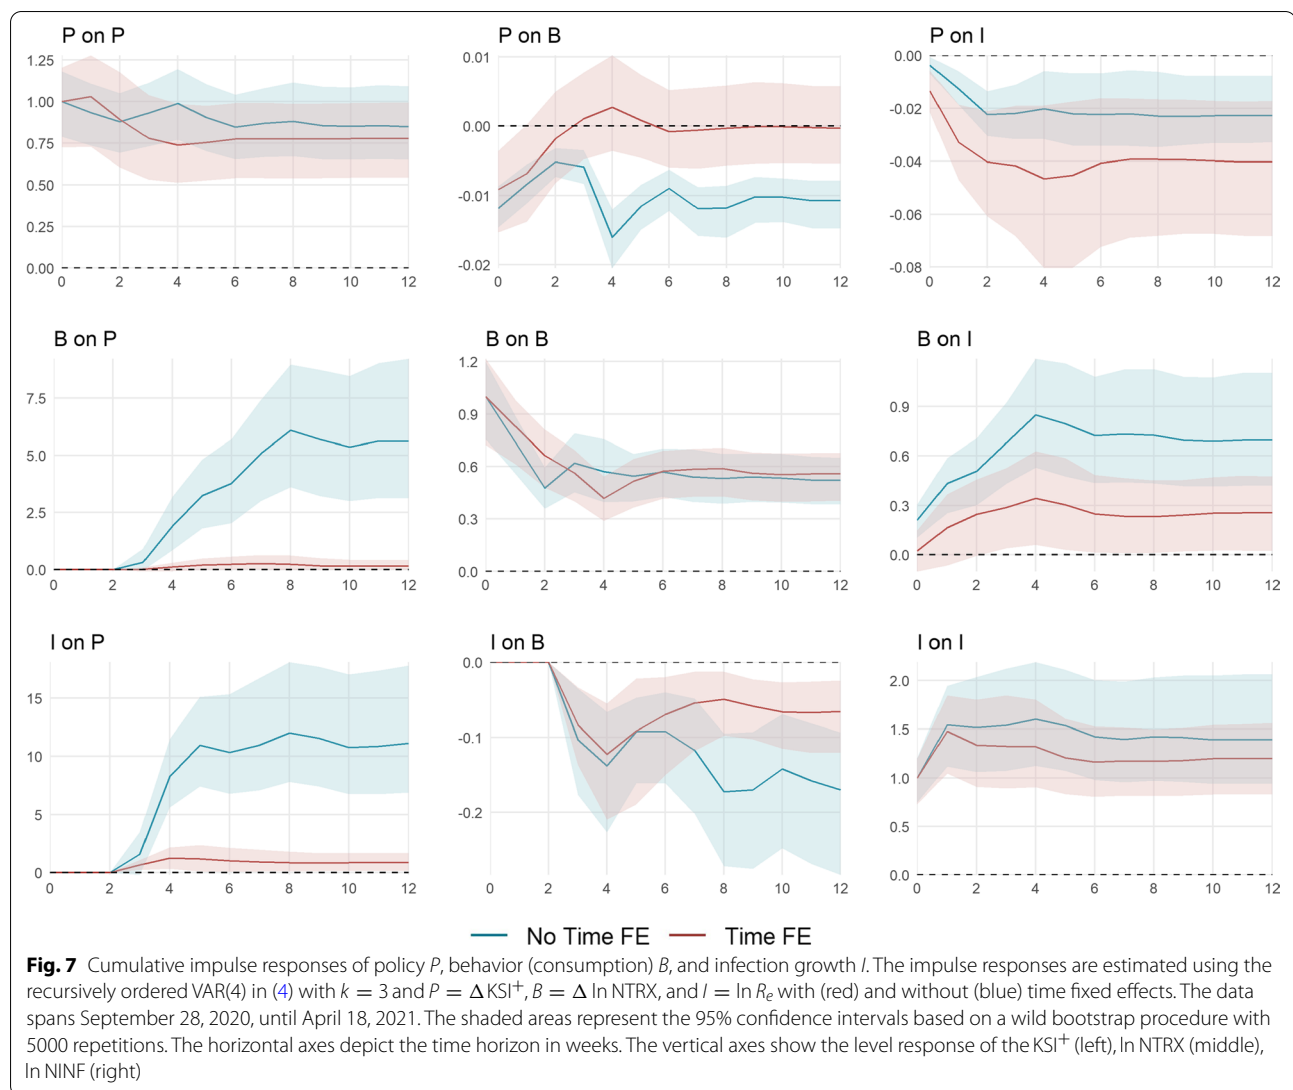 P on P
P on B
P on I
1.25
1.00
0.75
0.50
0.25
0.00
0 2 4 6 8 10 12
0.01
0.00
-0.01
-0.02
0 2 4 6 8 10 12
0.00
-0.02
-0.04
-0.06
-0.08
0 2 4 6 8 10 12
B on P
B on B
B on I
7.5
5.0
2.5
0.0
0 2 4 6 8 10 12
1.2
0.9
0.6
0.3
0.0
0 2 4 6 8 10 12
0.9
0.6
0.3
0.0
0 2 4 6 8 10 12
I on P
I on B
I on I
15
10
5
0
0 2 4 6 8 10 12
0.0
-0.1
-0.2
0 2 4 6 8 10 12
2.0
1.5
1.0
0.5
0.0
0 2 4 6 8 10 12
No Time FE Time FE
Fig. 7 Cumulative impulse responses of policy P, behavior (consumption) B, and infection growth I. The impulse responses are estimated using the
recursively ordered VAR(4) in (4) with k = 3 and P = ΔKSI⁺, B = Δ ln NTRX, and I = ln Rₑ with (red) and without (blue) time fixed effects. The data
spans September 28, 2020, until April 18, 2021. The shaded areas represent the 95% confidence intervals based on a wild bootstrap procedure with
5000 repetitions. The horizontal axes depict the time horizon in weeks. The vertical axes show the level response of the KSI⁺ (left), ln NTRX (middle),
ln NINF (right)